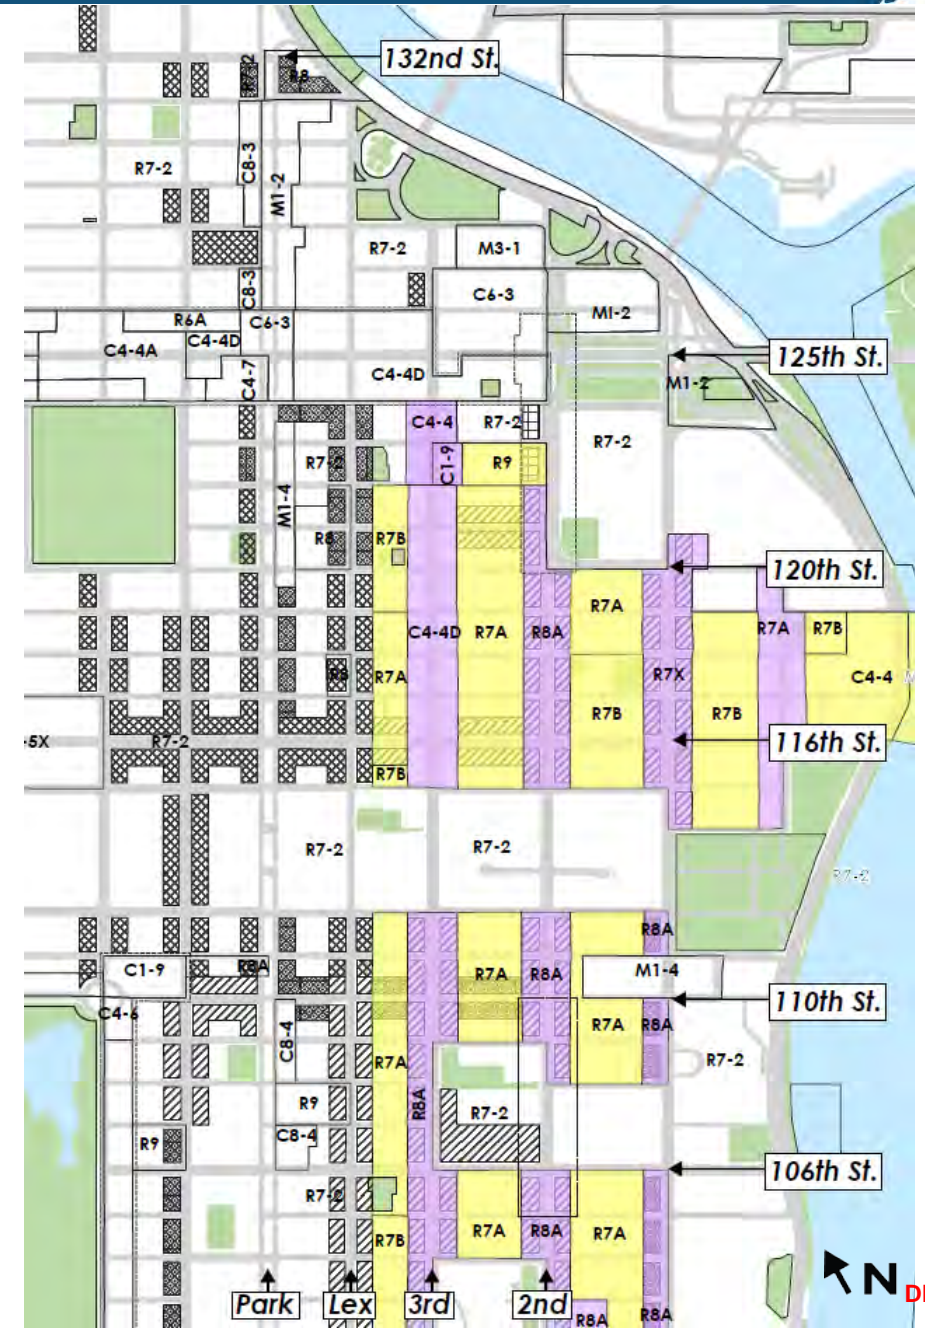 132nd St.
R7-2
R8
R7-2
C8-3
M1-2
R7-2
M3-1
C8-3
C6-3
R6A
C6-3
M1-2
C4-4A
C4-4D
125th St.
C4-7
C4-4D
M1-2
C4-4
R7-2
R7-2
R7-2
C1-9
R9
M1-4
R8
R7B
120th St.
R7A
C4-4D
R7A
R8A
R7A
R7B
R8
R7A
R7X
C4-4
R7B
R7B
-5X
R7-2
116th St.
R7B
R7-2
R7-2
R7-2
R8A
C1-9
R8A
R7A
R8A
M1-4
110th St.
C4-6
C8-4
R7A
R8A
R7A
R7-2
R9
R8A
R7-2
R9
C8-4
106th St.
R7-2
R7B
R7A
R8A
R7A
N
Park
Lex
3rd
2nd
R8A
R8A